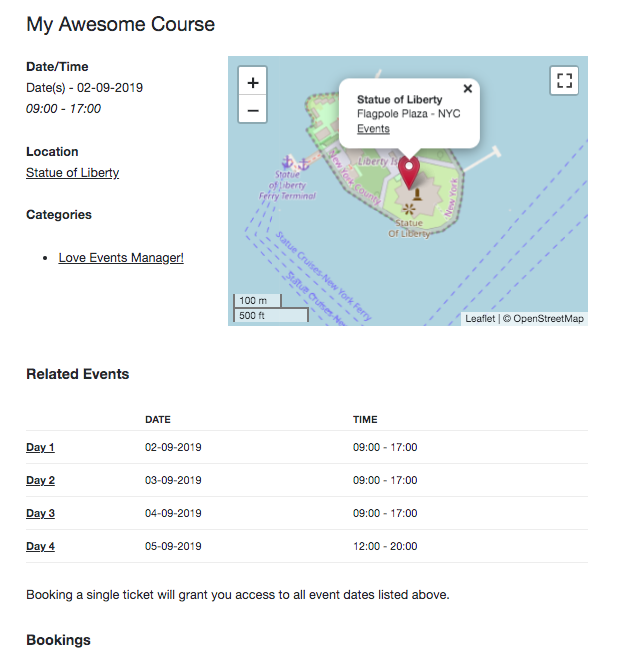 My Awesome Course
Date/Time
Date(s) - 02-09-2019
09:00 - 17:00
Location
Statue of Liberty
Categories
• Love Events Manager!
+
−
×
Statue of Liberty
Flagpole Plaza - NYC
Events
Liberty Is
Statue
of Liberty
Ferry Terminal
New York County
New York
Statue
Of Liberty
Statue Cruises-New York Ferry
Statue Cruises-Ne
100 m
500 ft
Leaflet | © OpenStreetMap
Related Events
DATE TIME
Day 1 02-09-2019 09:00 - 17:00
Day 2 03-09-2019 09:00 - 17:00
Day 3 04-09-2019 09:00 - 17:00
Day 4 05-09-2019 12:00 - 20:00
Booking a single ticket will grant you access to all event dates listed above.
Bookings